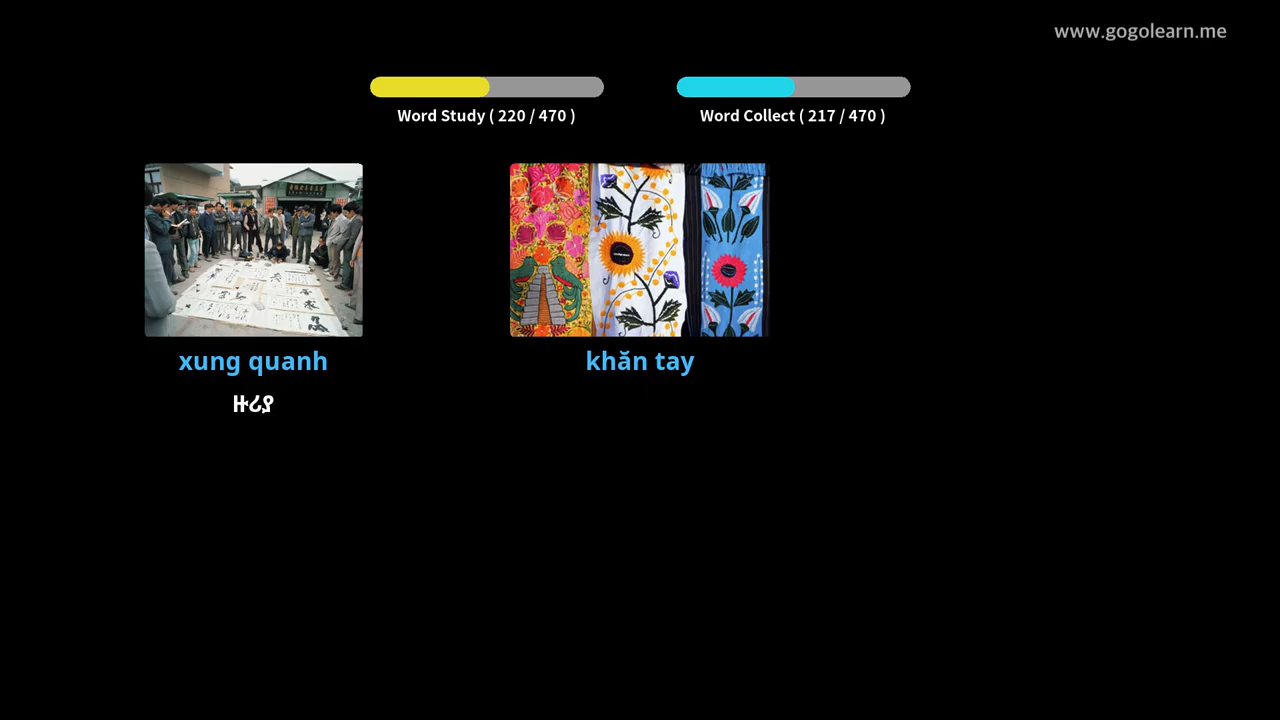 www.gogolearn.me
Word Study ( 220 / 470 )
Word Collect ( 217 / 470 )
xung quanh
ዙሪያ
khăn tay